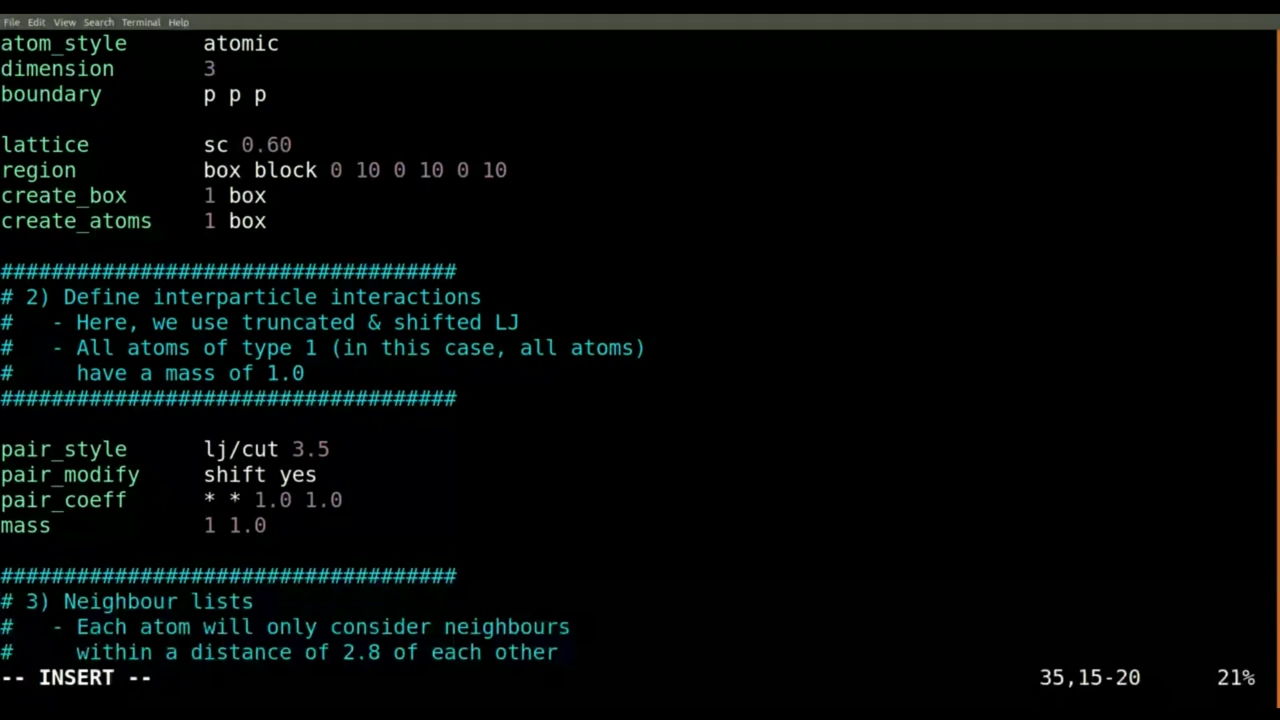 File Edit View Search Terminal Help
atom_style atomic
dimension 3
boundary p p p
lattice sc 0.60
region box block 0 10 0 10 0 10
create_box 1 box
create_atoms 1 box
####################################
# 2) Define interparticle interactions
# - Here, we use truncated & shifted LJ
# - All atoms of type 1 (in this case, all atoms)
# have a mass of 1.0
####################################
pair_style lj/cut 3.5
pair_modify shift yes
pair_coeff * * 1.0 1.0
mass 1 1.0
####################################
# 3) Neighbour lists
# - Each atom will only consider neighbours
# within a distance of 2.8 of each other
-- INSERT -- 35,15-20 21%